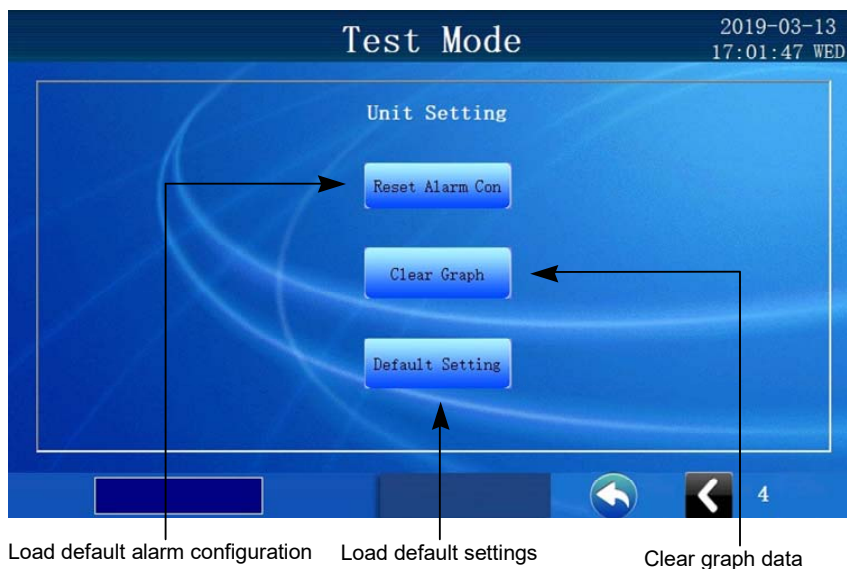 Test Mode
2019-03-13
17:01:47 WED
Unit Setting
Reset Alarm Con
Clear Graph
Default Setting
4
Load default alarm configuration
Load default settings
Clear graph data